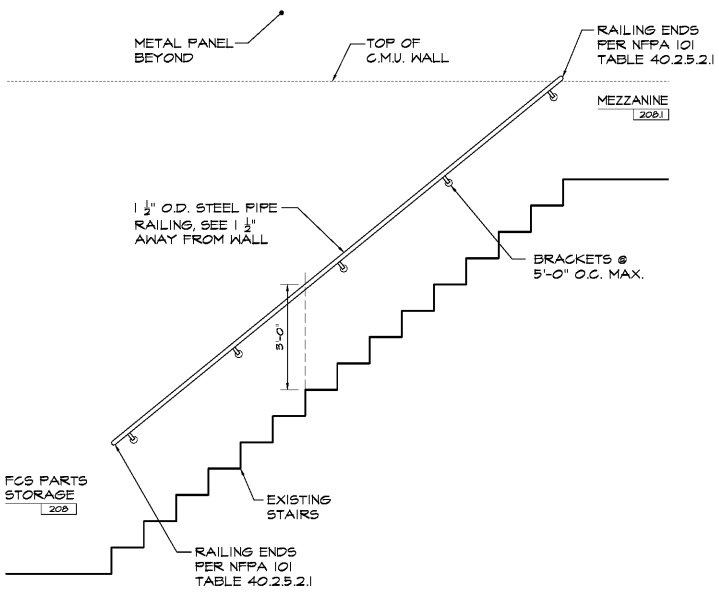 METAL PANEL
BEYOND
TOP OF
C.M.U. WALL
RAILING ENDS
PER NFPA 101
TABLE 40.2.5.2.1
MEZZANINE
208.1
1 ½" O.D. STEEL PIPE
RAILING, SEE 1 ½"
AWAY FROM WALL
BRACKETS @
5'-0" O.C. MAX.
3'-0"
FCS PARTS
STORAGE
208
EXISTING
STAIRS
RAILING ENDS
PER NFPA 101
TABLE 40.2.5.2.1